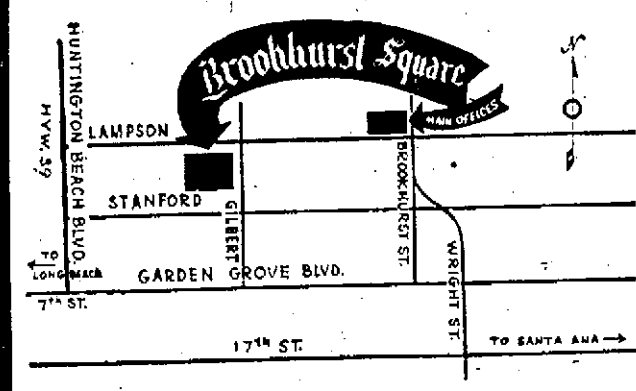 Brookhurst Square
N
MAIN OFFICES
HUNTINGTON BEACH BLVD.
HYW. 39
LAMPSON
STANFORD
GILBERT
BROOKHURST ST.
WRIGHT ST.
TO
LONG BEACH
GARDEN GROVE BLVD.
7th ST.
17th ST.
TO SANTA ANA